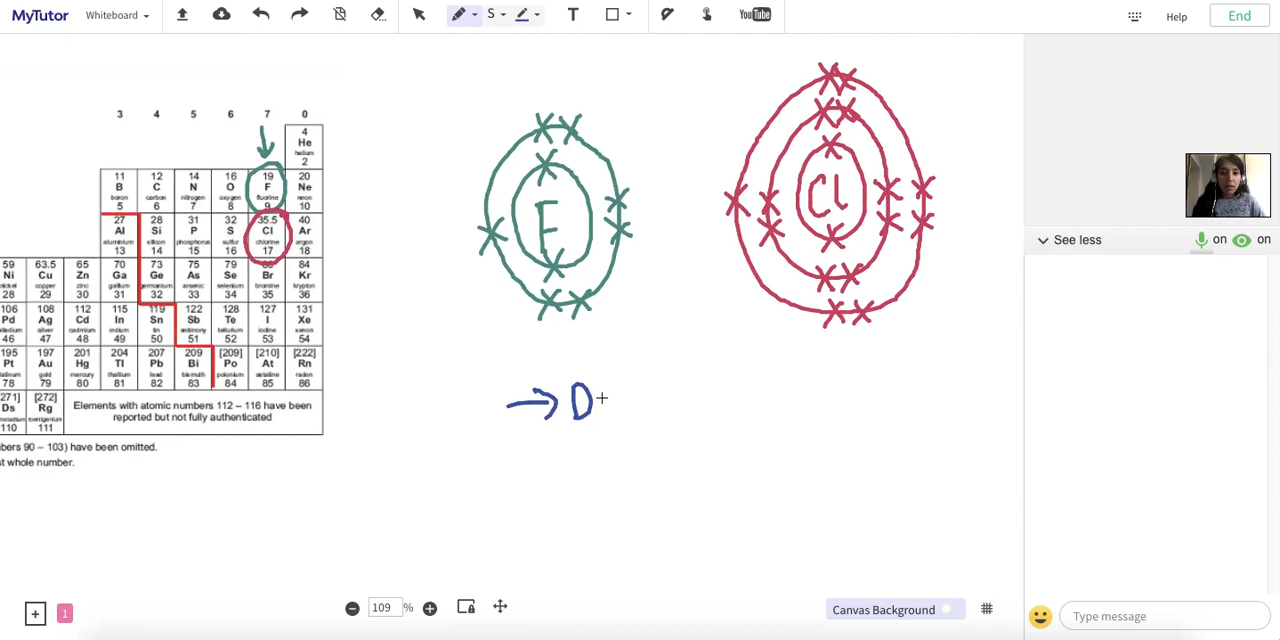 MyTutor Whiteboard S T YouTube Help End
3 4 5 6 7 0
4
He
helium
2
11 12 14 16 19 20
B C N O F Ne
boron carbon nitrogen oxygen fluorine neon
5 6 7 8 9 10
27 28 31 32 35.5 40
Al Si P S Cl Ar
aluminium silicon phosphorus sulfur chlorine argon
13 14 15 16 17 18
59 63.5 65 70 73 75 79 80 84
Ni Cu Zn Ga Ge As Se Br Kr
nickel copper zinc gallium germanium arsenic selenium bromine krypton
28 29 30 31 32 33 34 35 36
106 108 112 115 119 122 128 127 131
Pd Ag Cd In Sn Sb Te I Xe
silver cadmium indium tin antimony tellurium iodine xenon
46 47 48 49 50 51 52 53 54
195 197 201 204 207 209 [209] [210] [222]
Pt Au Hg Tl Pb Bi Po At Rn
platinum gold mercury thallium lead bismuth polonium astatine radon
78 79 80 81 82 83 84 85 86
271] [272]
Ds Rg
roentgenium
110 111
Elements with atomic numbers 112 – 116 have been
reported but not fully authenticated
bers 90 – 103) have been omitted.
st whole number.
F
Cl
→ D
See less on on
1
109 %
Canvas Background
Type message